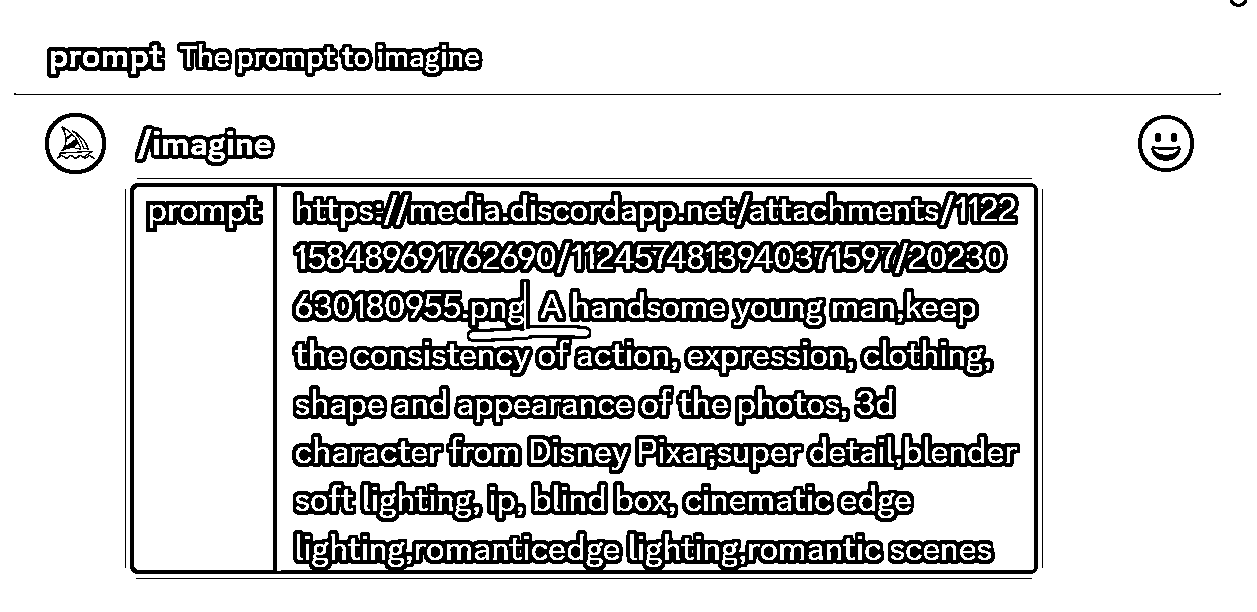 prompt The prompt to imagine
/imagine
prompt https://media.discordapp.net/attachments/1122
158489691762690/1124574813940371597/20230
630180955.png A handsome young man,keep
the consistency of action, expression, clothing,
shape and appearance of the photos, 3d
character from Disney Pixar,super detail,blender
soft lighting, ip, blind box, cinematic edge
lighting,romanticedge lighting,romantic scenes